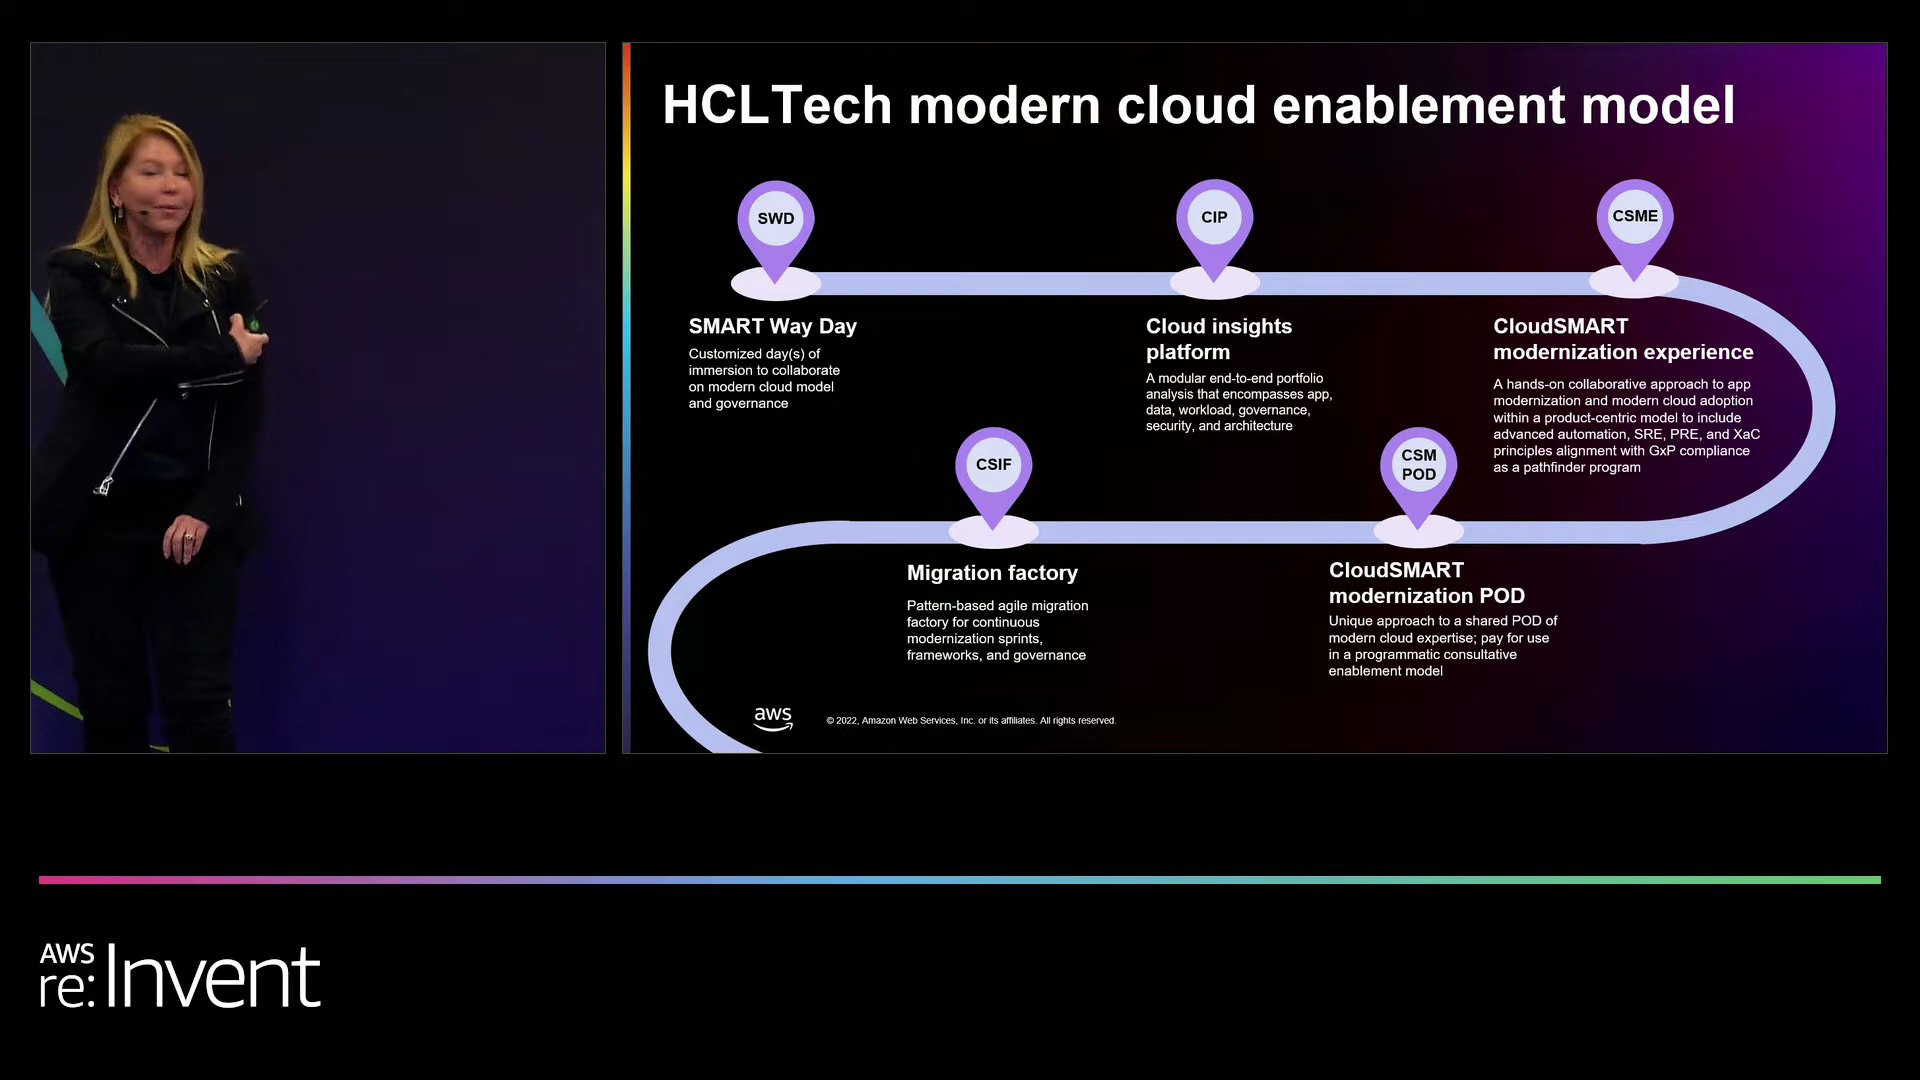 HCLTech modern cloud enablement model
SWD
CIP
CSME
SMART Way Day
Customized day(s) of
immersion to collaborate
on modern cloud model
and governance
Cloud insights
platform
A modular end-to-end portfolio
analysis that encompasses app,
data, workload, governance,
security, and architecture
CloudSMART
modernization experience
A hands-on collaborative approach to app
modernization and modern cloud adoption
within a product-centric model to include
advanced automation, SRE, PRE, and XaC
principles alignment with GxP compliance
as a pathfinder program
CSIF
CSM
POD
Migration factory
Pattern-based agile migration
factory for continuous
modernization sprints,
frameworks, and governance
CloudSMART
modernization POD
Unique approach to a shared POD of
modern cloud expertise; pay for use
in a programmatic consultative
enablement model
aws
© 2022, Amazon Web Services, Inc. or its affiliates. All rights reserved.
AWS
re:Invent